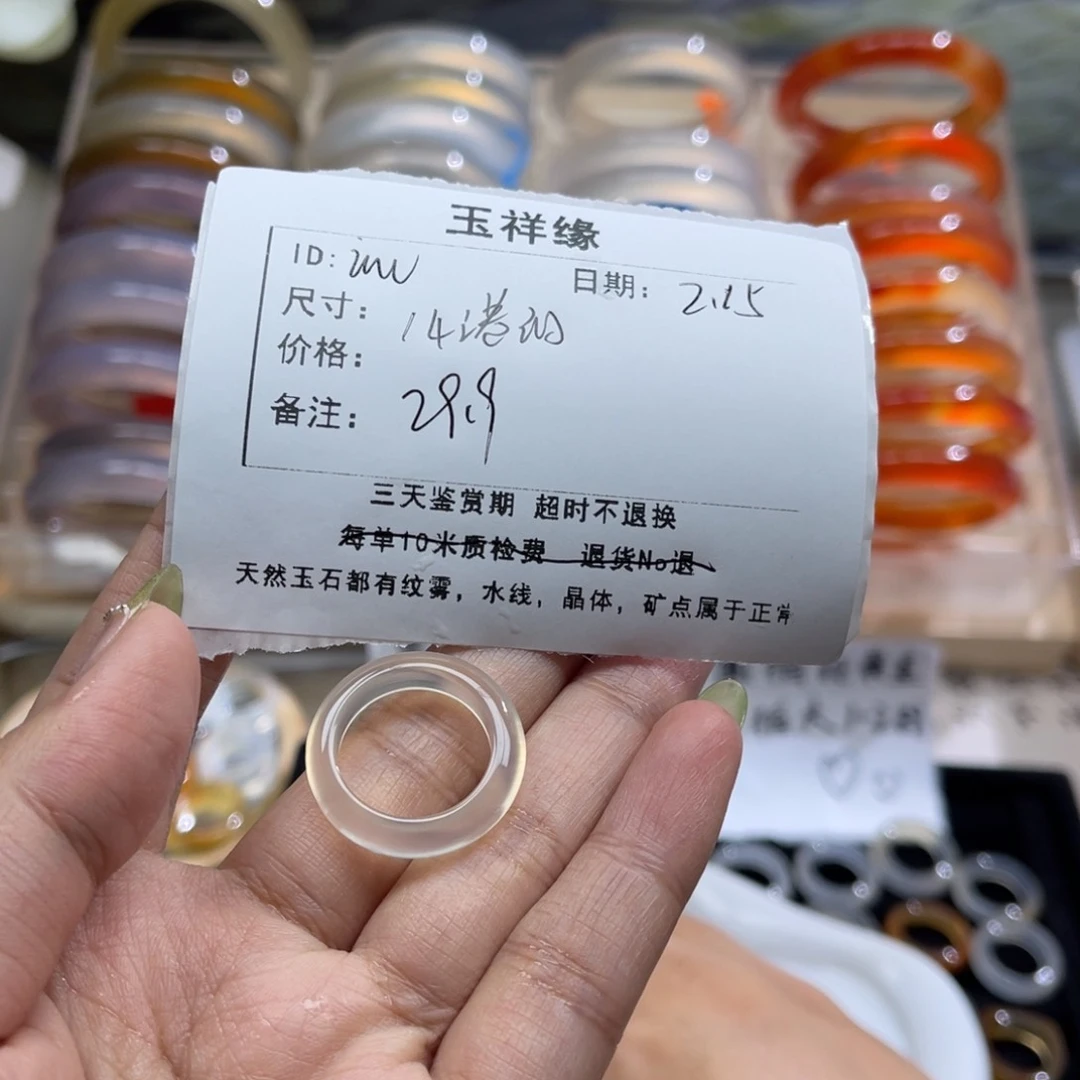 玉祥缘
ID:
日期: 2.15
尺寸: 14港码
价格:
备注: 29.9
三天鉴赏期 超时不退换
每单10米质检费 退货No退
天然玉石都有纹雾，水线，晶体，矿点属于正常